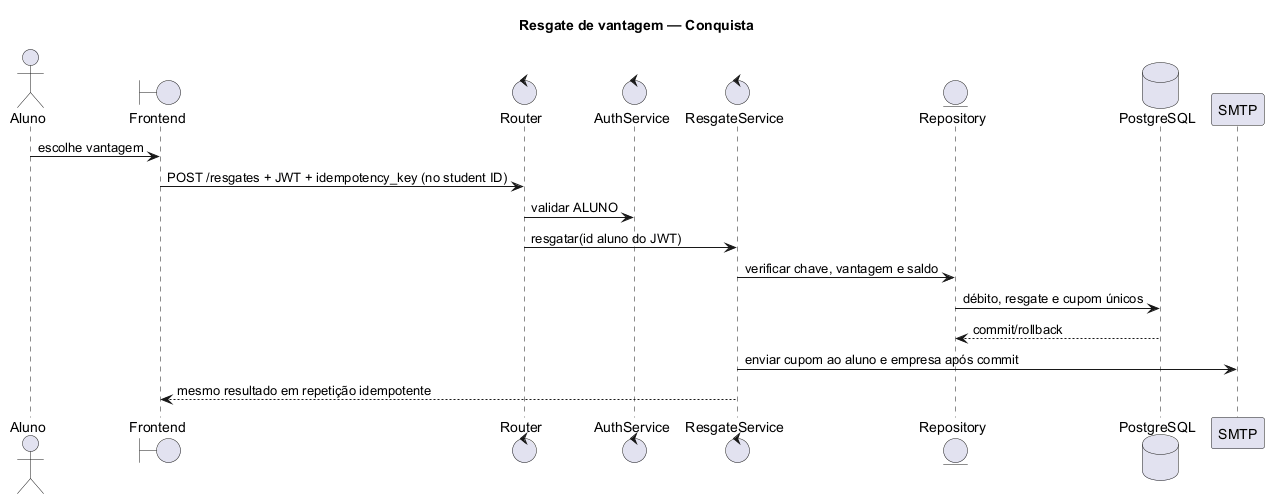 Resgate de vantagem — Conquista
Aluno
Frontend
Router
AuthService
ResgateService
Repository
PostgreSQL
SMTP
escolhe vantagem
POST /resgates + JWT + idempotency_key (no student ID)
validar ALUNO
resgatar(id aluno do JWT)
verificar chave, vantagem e saldo
débito, resgate e cupom únicos
commit/rollback
enviar cupom ao aluno e empresa após commit
mesmo resultado em repetição idempotente
Aluno
Frontend
Router
AuthService
ResgateService
Repository
PostgreSQL
SMTP